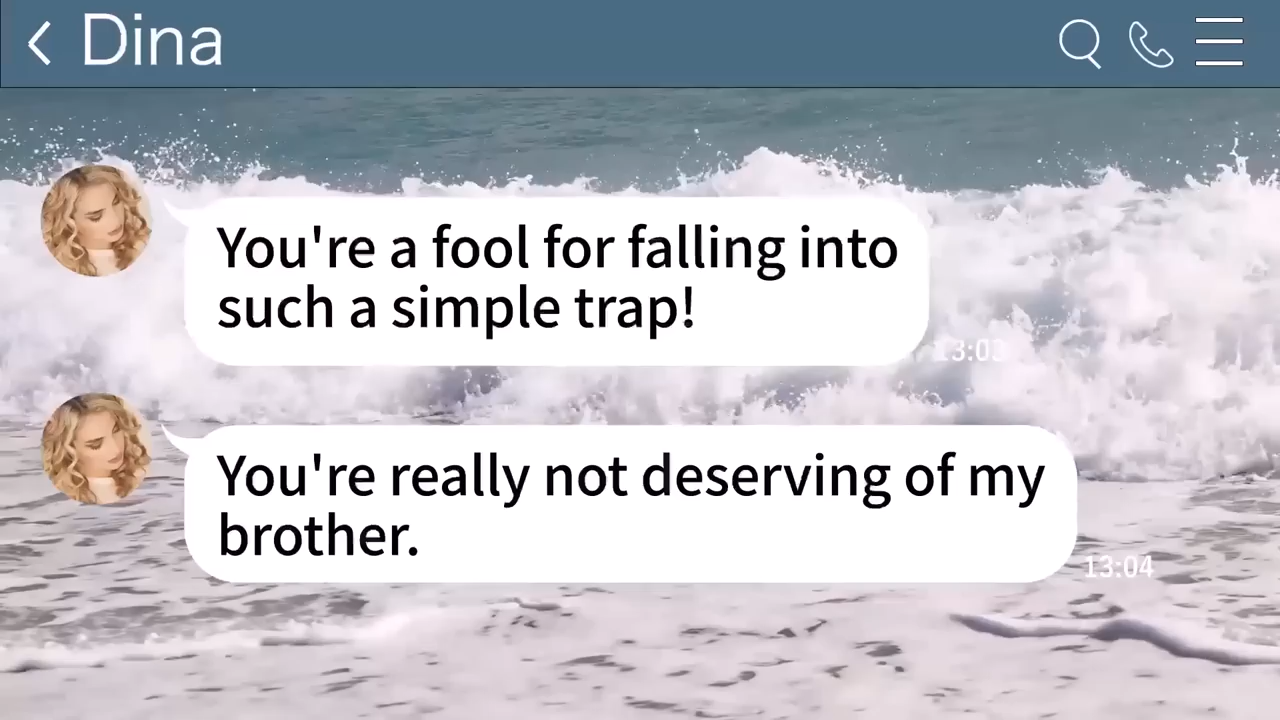 Dina
You're a fool for falling into
such a simple trap!
13:03
You're really not deserving of my
brother.
13:04